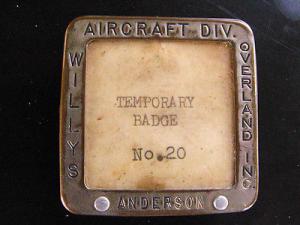 AIRCRAFT DIV.
WILLYS
OVERLAND INC.
TEMPORARY
BADGE
No. 20
ANDERSON